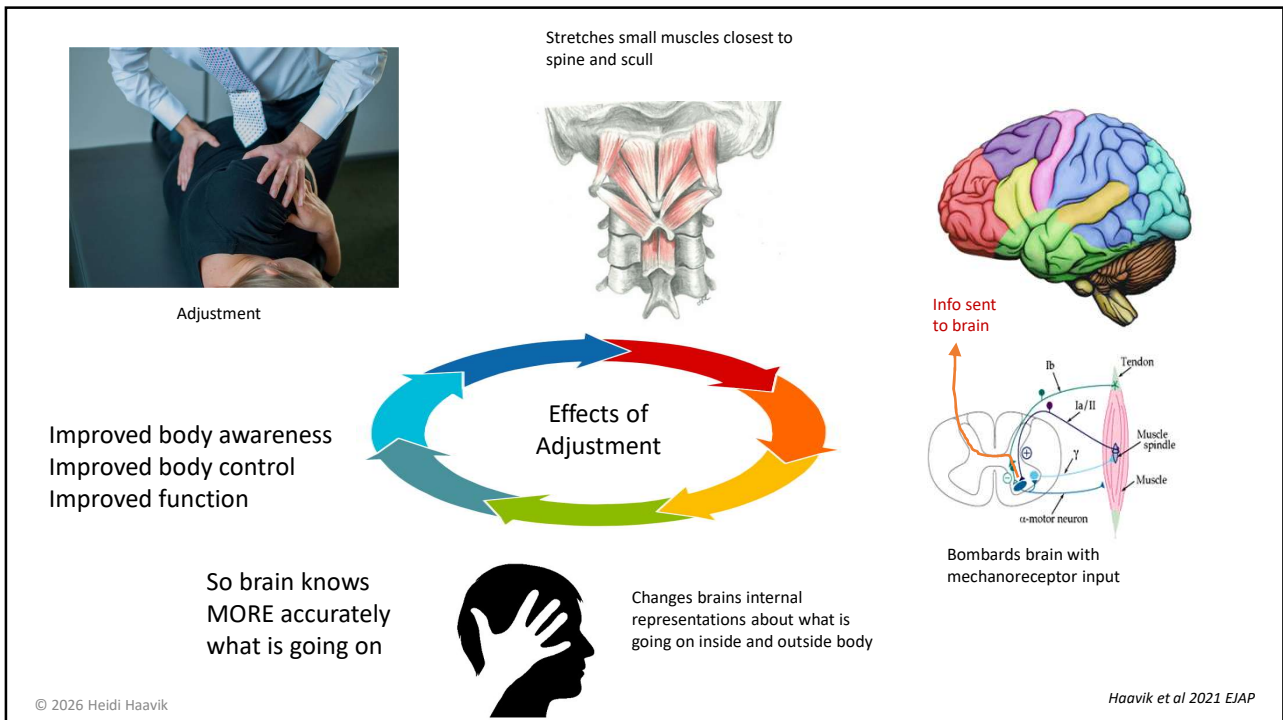 Stretches small muscles closest to
spine and scull
Adjustment
Info sent
to brain
Ib
Tendon
Ia/II
Muscle
spindle
γ
Muscle
α-motor neuron
Bombards brain with
mechanoreceptor input
Effects of
Adjustment
Improved body awareness
Improved body control
Improved function
So brain knows
MORE accurately
what is going on
Changes brains internal
representations about what is
going on inside and outside body
© 2026 Heidi Haavik
Haavik et al 2021 EJAP